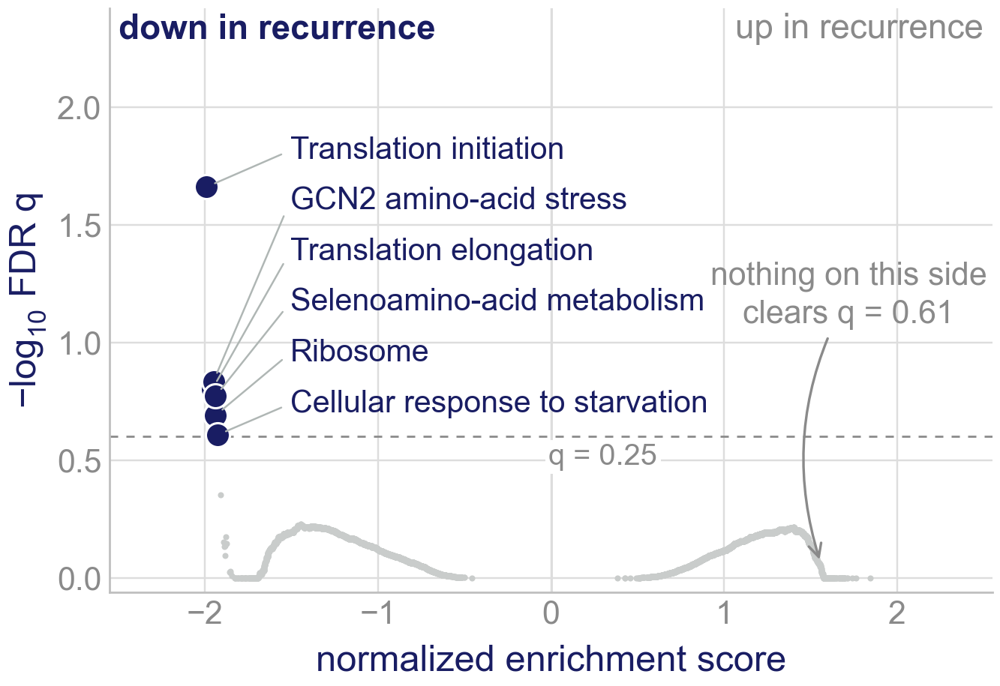 down in recurrence
up in recurrence
2.0
Translation initiation
GCN2 amino-acid stress
1.5
Translation elongation
nothing on this side
clears q = 0.61
Selenoamino-acid metabolism
1.0
Ribosome
Cellular response to starvation
q = 0.25
0.5
0.0
−log₁₀ FDR q
−2
−1
0
1
2
normalized enrichment score